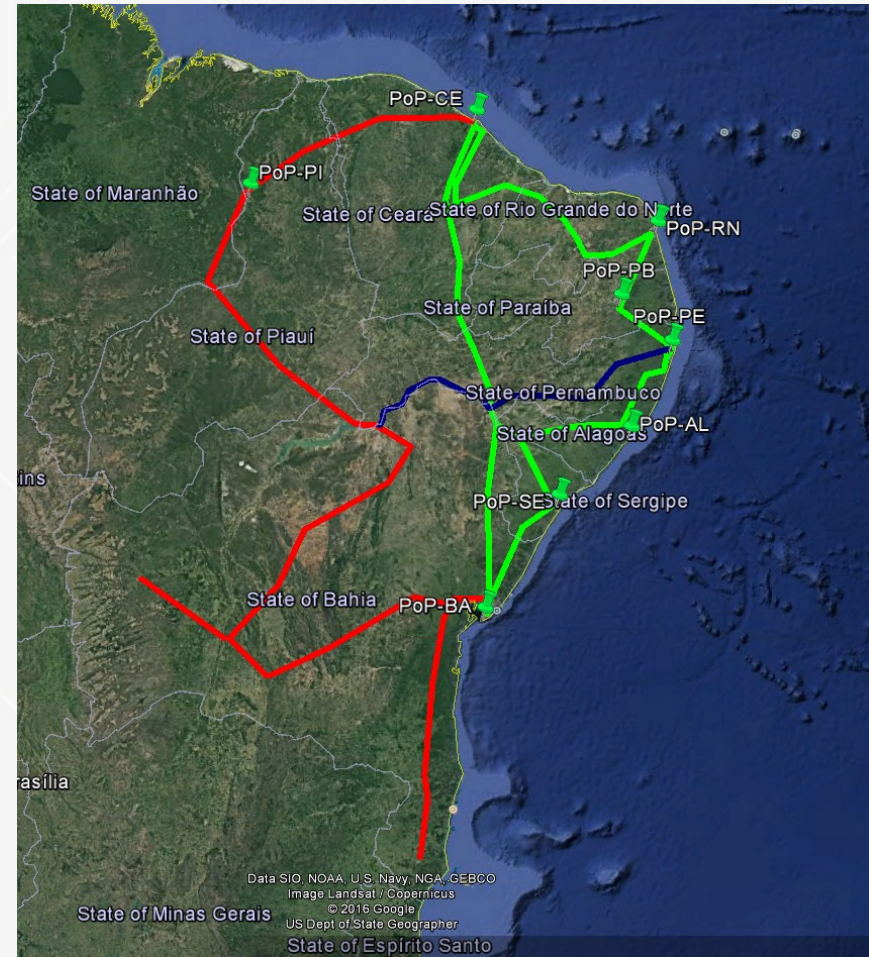 PoP-CE
PoP-PI
State of Maranhão
State of Ceará
State of Rio Grande do Norte
PoP-RN
PoP-PB
State of Paraíba
PoP-PE
State of Piauí
State of Pernambuco
PoP-AL
State of Alagoas
ins
PoP-SE
State of Sergipe
State of Bahia
PoP-BA
rasília
Data SIO, NOAA, U.S. Navy, NGA, GEBCO
Image Landsat / Copernicus
© 2016 Google
US Dept of State Geographer
State of Minas Gerais
State of Espírito Santo